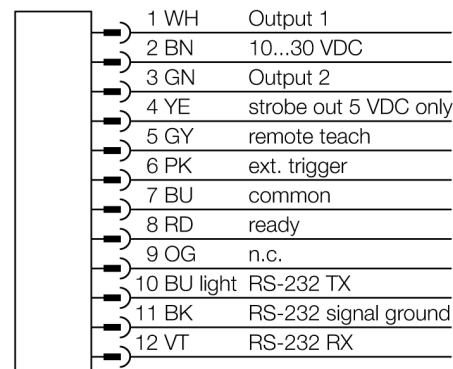 1 WH Output 1
2 BN 10...30 VDC
3 GN Output 2
4 YE strobe out 5 VDC only
5 GY remote teach
6 PK ext. trigger
7 BU common
8 RD ready
9 OG n.c.
10 BU light RS-232 TX
11 BK RS-232 signal ground
12 VT RS-232 RX